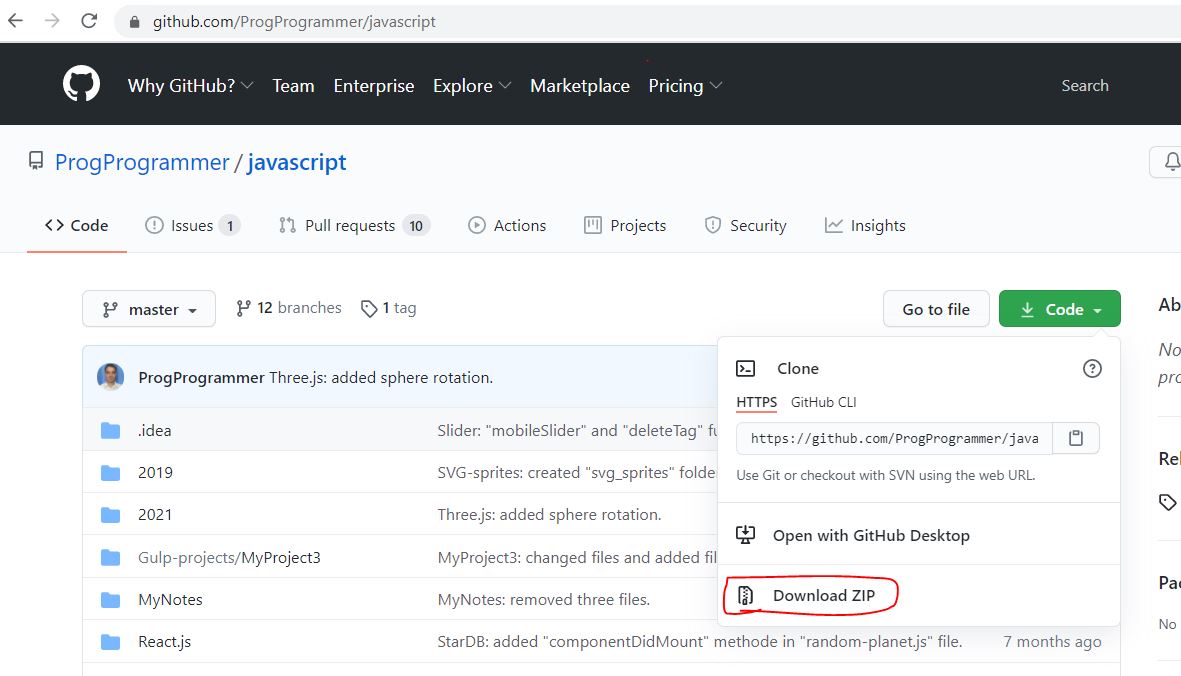 github.com/ProgProgrammer/javascript
Why GitHub? Team Enterprise Explore Marketplace Pricing Search
ProgProgrammer / javascript
Code Issues 1 Pull requests 10 Actions Projects Security Insights
master 12 branches 1 tag Go to file Code
Ab
No
pro
ProgProgrammer Three.js: added sphere rotation.
Clone
HTTPS GitHub CLI
https://github.com/ProgProgrammer/java
Use Git or checkout with SVN using the web URL.
Open with GitHub Desktop
Download ZIP
.idea Slider: "mobileSlider" and "deleteTag" fu
2019 SVG-sprites: created "svg_sprites" folde
2021 Three.js: added sphere rotation.
Gulp-projects/MyProject3 MyProject3: changed files and added fil
MyNotes MyNotes: removed three files.
React.js StarDB: added "componentDidMount" methode in "random-planet.js" file. 7 months ago
Rel
Pac
No